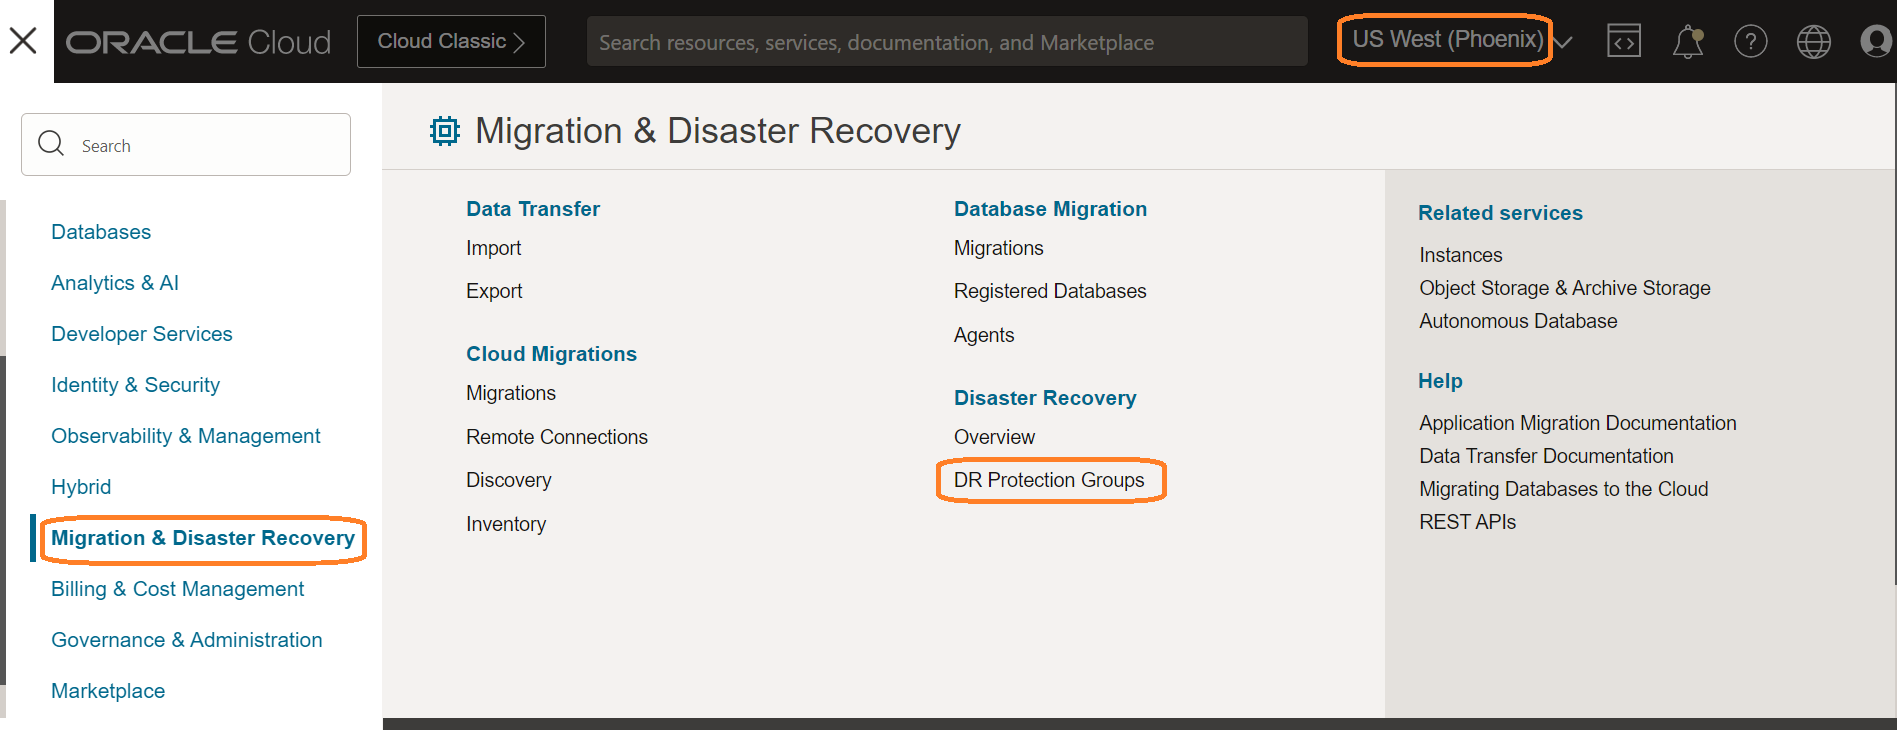 ORACLE Cloud
Cloud Classic
Search resources, services, documentation, and Marketplace
US West (Phoenix)
Search
Databases
Analytics & AI
Developer Services
Identity & Security
Observability & Management
Hybrid
Migration & Disaster Recovery
Billing & Cost Management
Governance & Administration
Marketplace
Migration & Disaster Recovery
Data Transfer
Import
Export
Cloud Migrations
Migrations
Remote Connections
Discovery
Inventory
Database Migration
Migrations
Registered Databases
Agents
Disaster Recovery
Overview
DR Protection Groups
Related services
Instances
Object Storage & Archive Storage
Autonomous Database
Help
Application Migration Documentation
Data Transfer Documentation
Migrating Databases to the Cloud
REST APIs